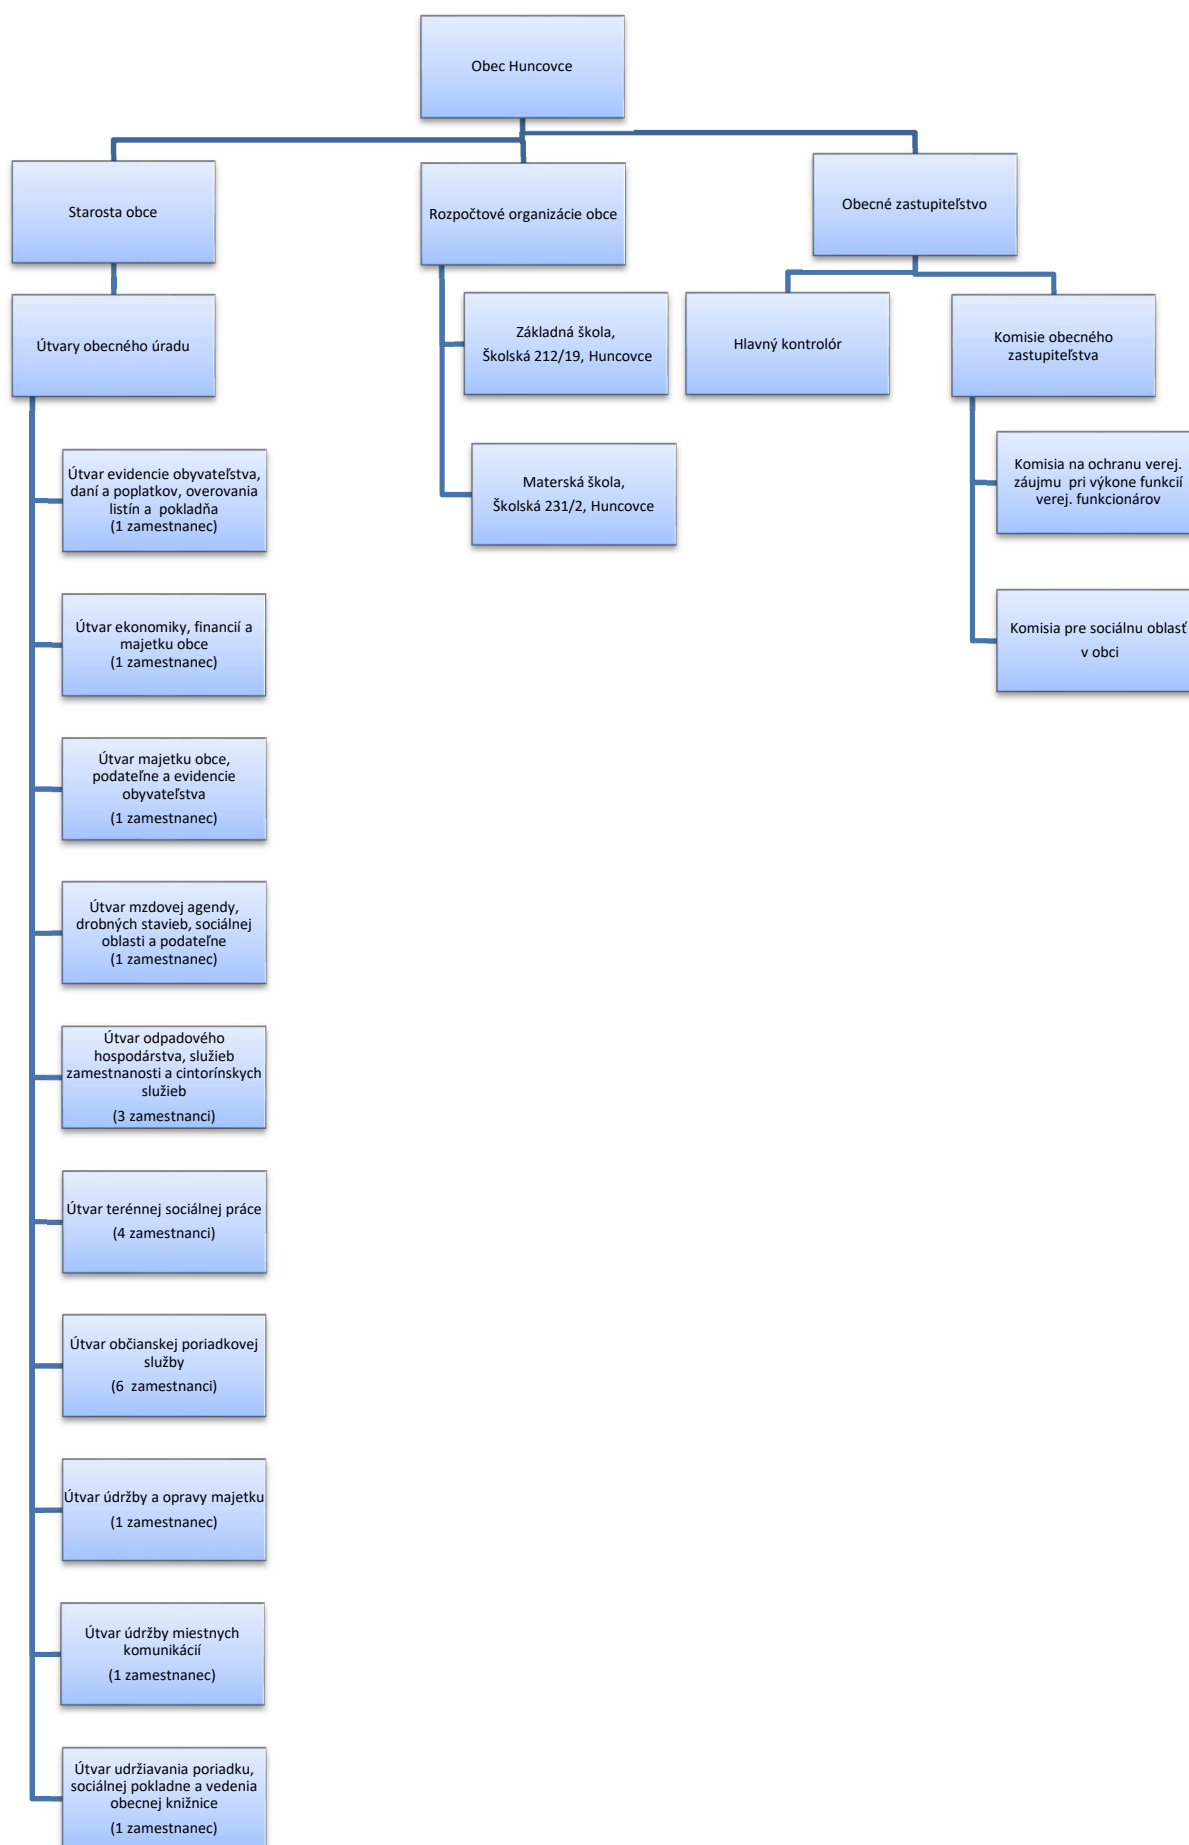 Obec Huncovce
Starosta obce
Rozpočtové organizácie obce
Obecné zastupiteľstvo
Útvary obecného úradu
Základná škola,
Školská 212/19, Huncovce
Hlavný kontrolór
Komisie obecného
zastupiteľstva
Útvar evidencie obyvateľstva,
daní a poplatkov, overovania
listín a  pokladňa
(1 zamestnanec)
Materská škola,
Školská 231/2, Huncovce
Komisia na ochranu verej.
záujmu  pri výkone funkcií
verej. funkcionárov
Útvar ekonomiky, financií a
majetku obce
(1 zamestnanec)
Komisia pre sociálnu oblasť
v obci
Útvar majetku obce,
podateľne a evidencie
obyvateľstva
(1 zamestnanec)
Útvar mzdovej agendy,
drobných stavieb, sociálnej
oblasti a podateľne
(1 zamestnanec)
Útvar odpadového
hospodárstva, služieb
zamestnanosti a cintorínskych
služieb
(3 zamestnanci)
Útvar terénnej sociálnej práce
(4 zamestnanci)
Útvar občianskej poriadkovej
služby
(6  zamestnanci)
Útvar údržby a opravy majetku
(1 zamestnanec)
Útvar údržby miestnych
komunikácií
(1 zamestnanec)
Útvar udržiavania poriadku,
sociálnej pokladne a vedenia
obecnej knižnice
(1 zamestnanec)